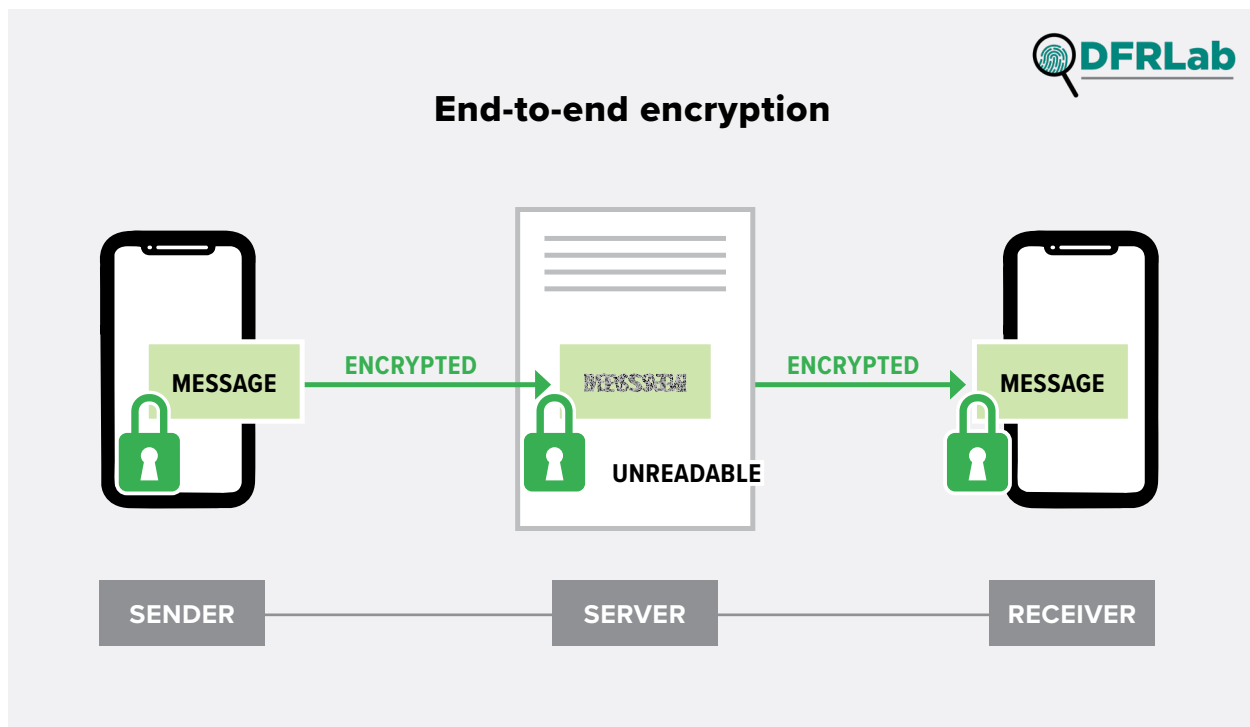 DFRLab
End-to-end encryption
MESSAGE
ENCRYPTED
ENCRYPTED
MESSAGE
UNREADABLE
SENDER
SERVER
RECEIVER